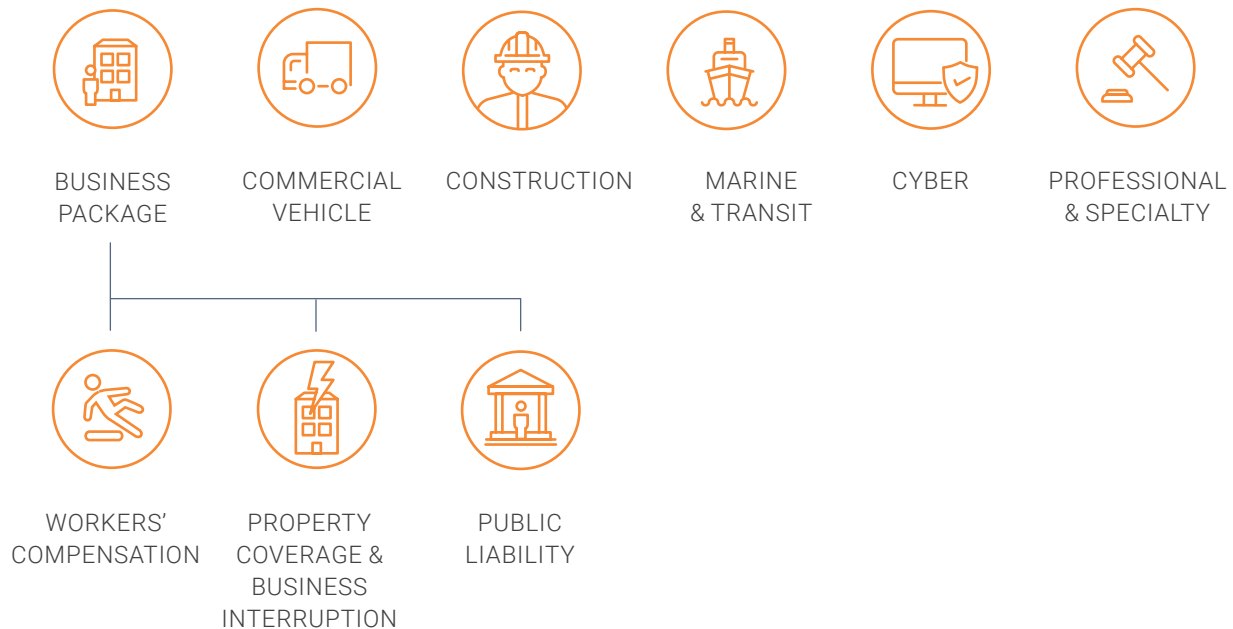 BUSINESS
PACKAGE
COMMERCIAL
VEHICLE
CONSTRUCTION
MARINE
& TRANSIT
CYBER
PROFESSIONAL
& SPECIALTY
WORKERS’
COMPENSATION
PROPERTY
COVERAGE &
BUSINESS
INTERRUPTION
PUBLIC
LIABILITY